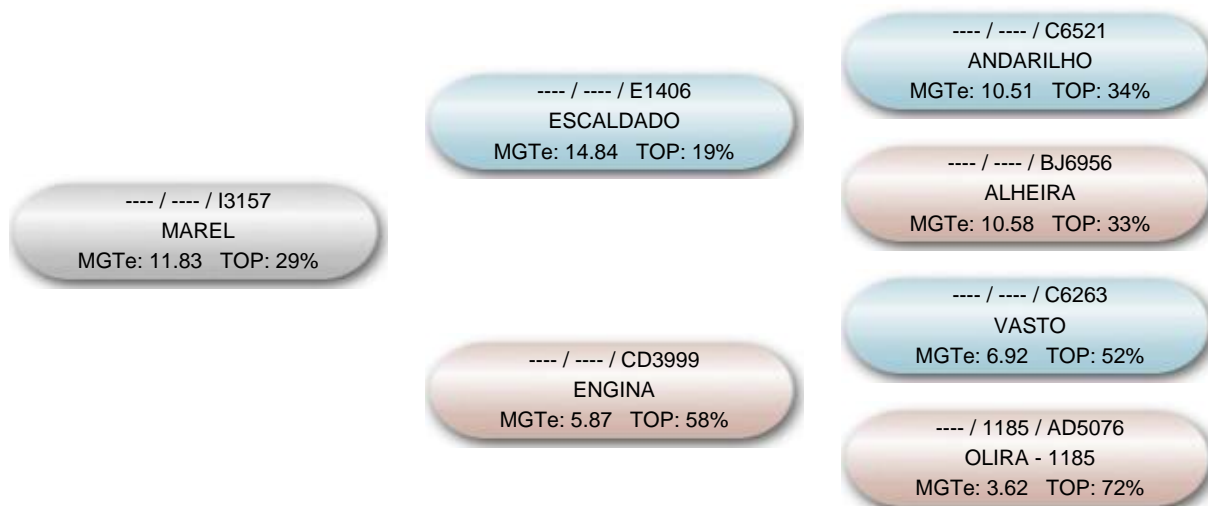 ---- / ---- / C6521
ANDARILHO
MGTe: 10.51 TOP: 34%
---- / ---- / E1406
ESCALDADO
MGTe: 14.84 TOP: 19%
---- / ---- / BJ6956
ALHEIRA
MGTe: 10.58 TOP: 33%
---- / ---- / I3157
MAREL
MGTe: 11.83 TOP: 29%
---- / ---- / C6263
VASTO
MGTe: 6.92 TOP: 52%
---- / ---- / CD3999
ENGINA
MGTe: 5.87 TOP: 58%
---- / 1185 / AD5076
OLIRA - 1185
MGTe: 3.62 TOP: 72%